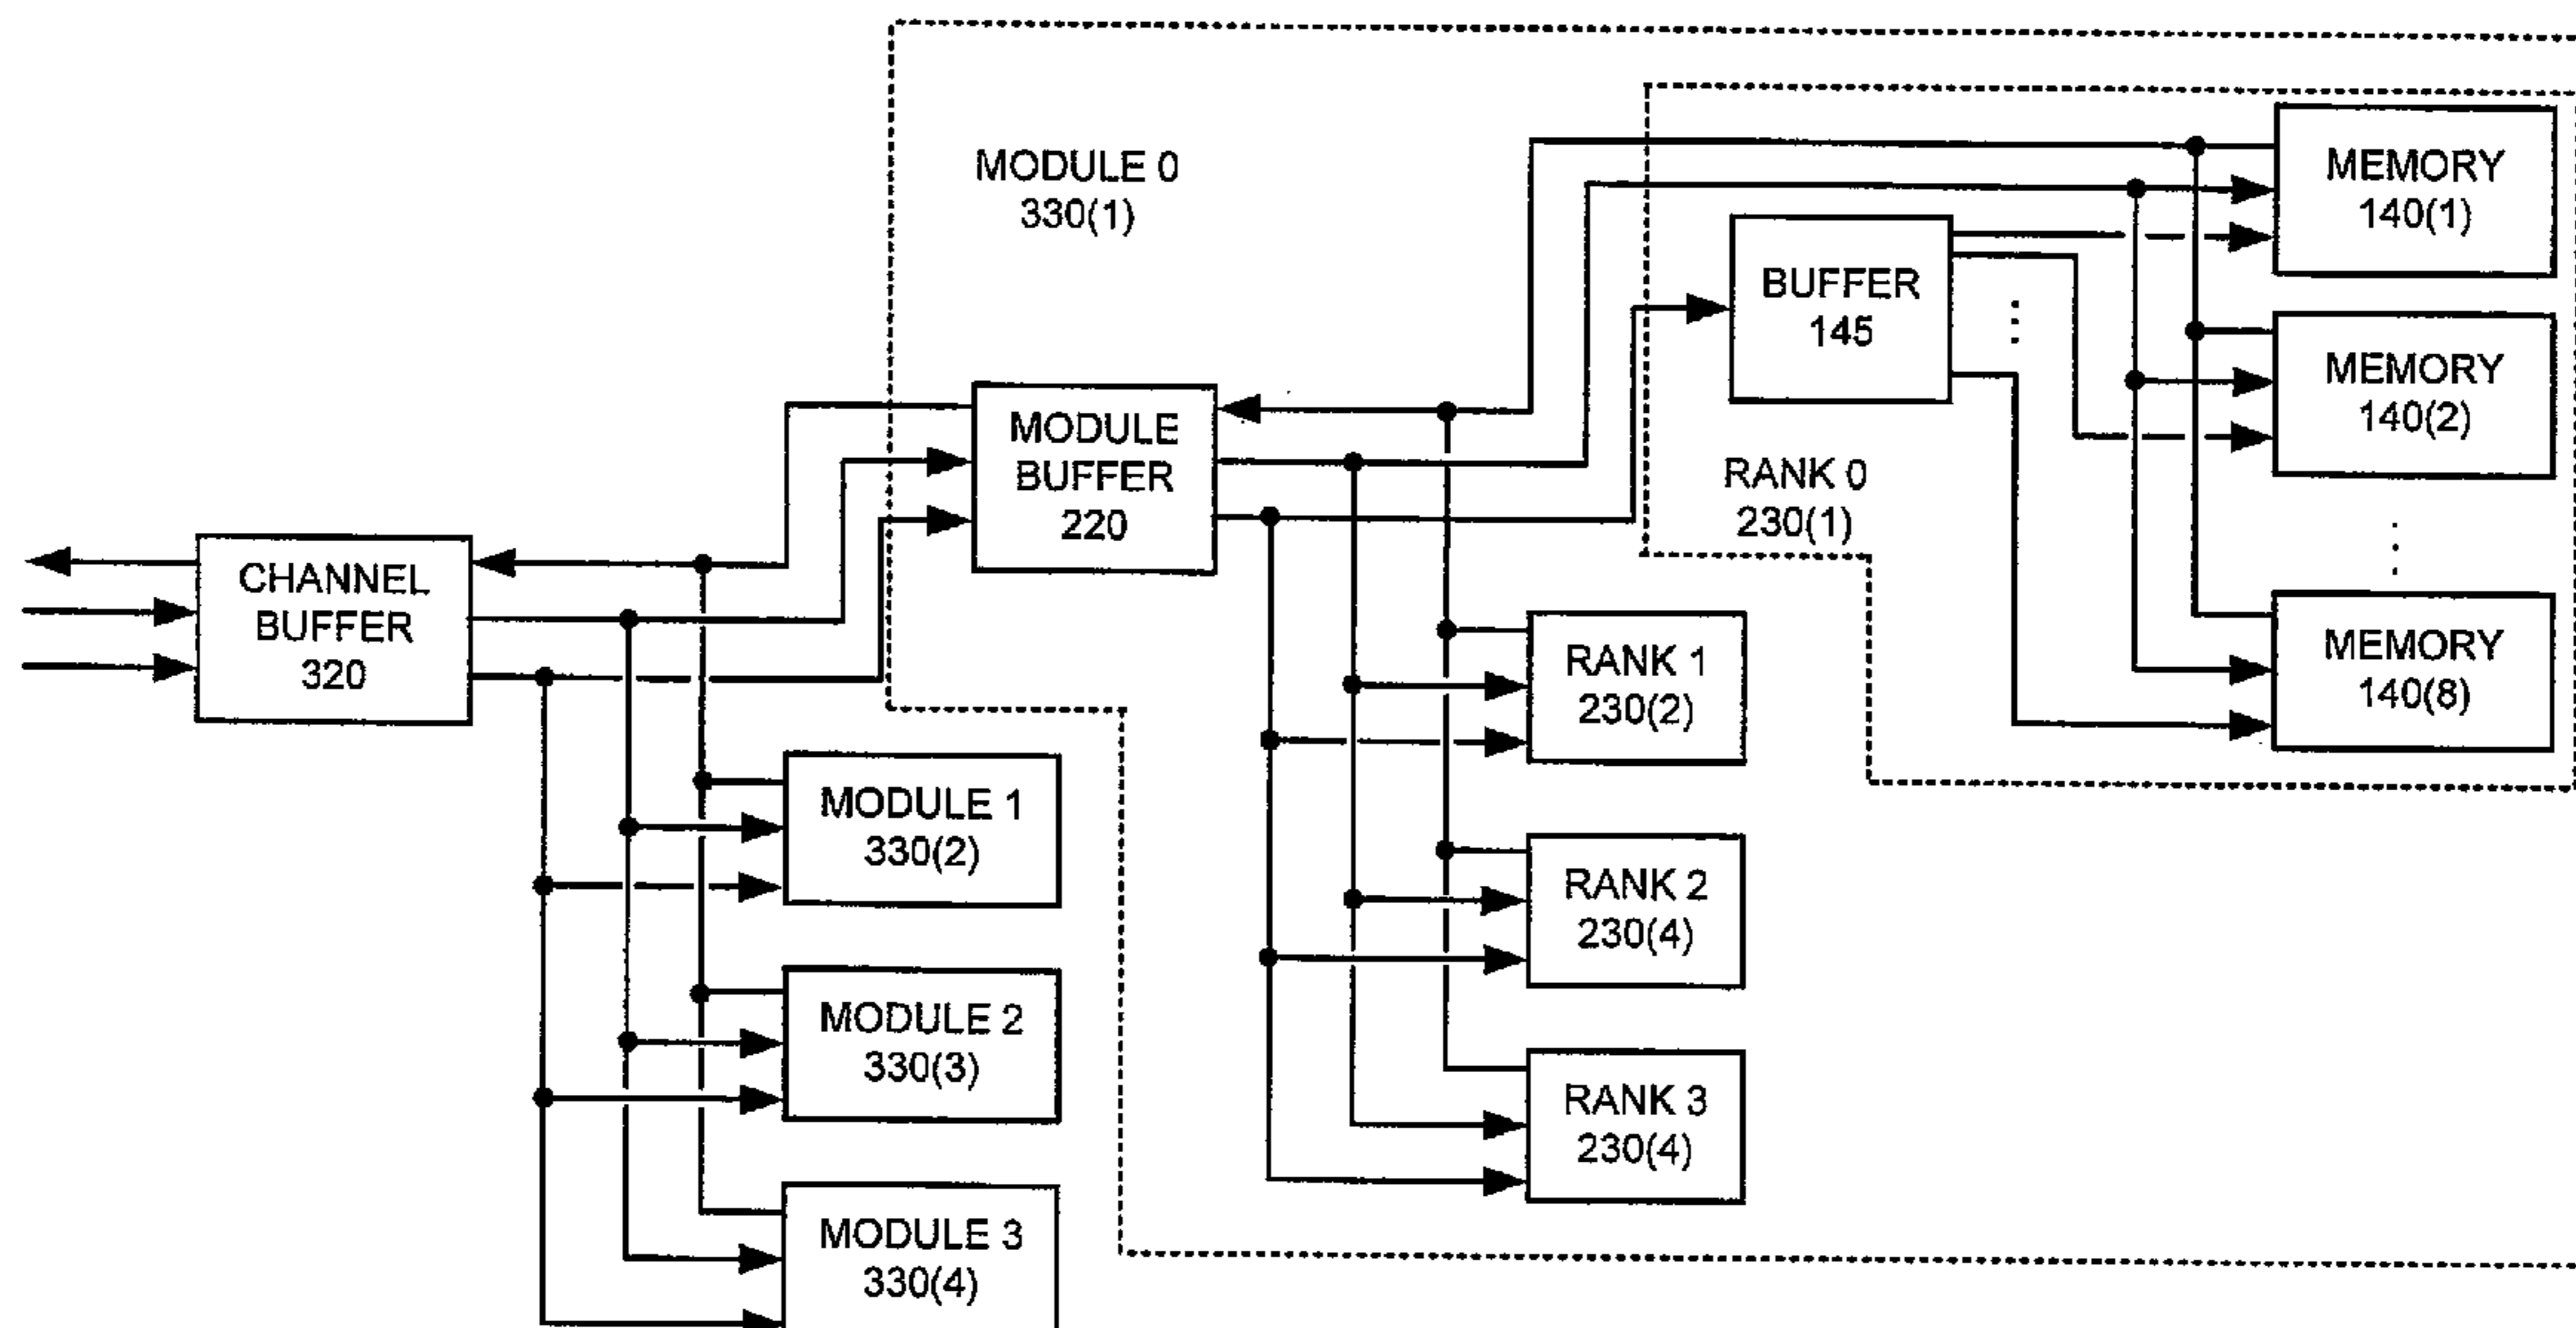 MODULE 0
330(1)
MEMORY
140(1)
BUFFER
145
MEMORY
140(2)
MODULE
BUFFER
220
RANK 0
230(1)
CHANNEL
BUFFER
320
MEMORY
140(8)
RANK 1
230(2)
MODULE 1
330(2)
RANK 2
230(4)
MODULE 2
330(3)
RANK 3
230(4)
MODULE 3
330(4)